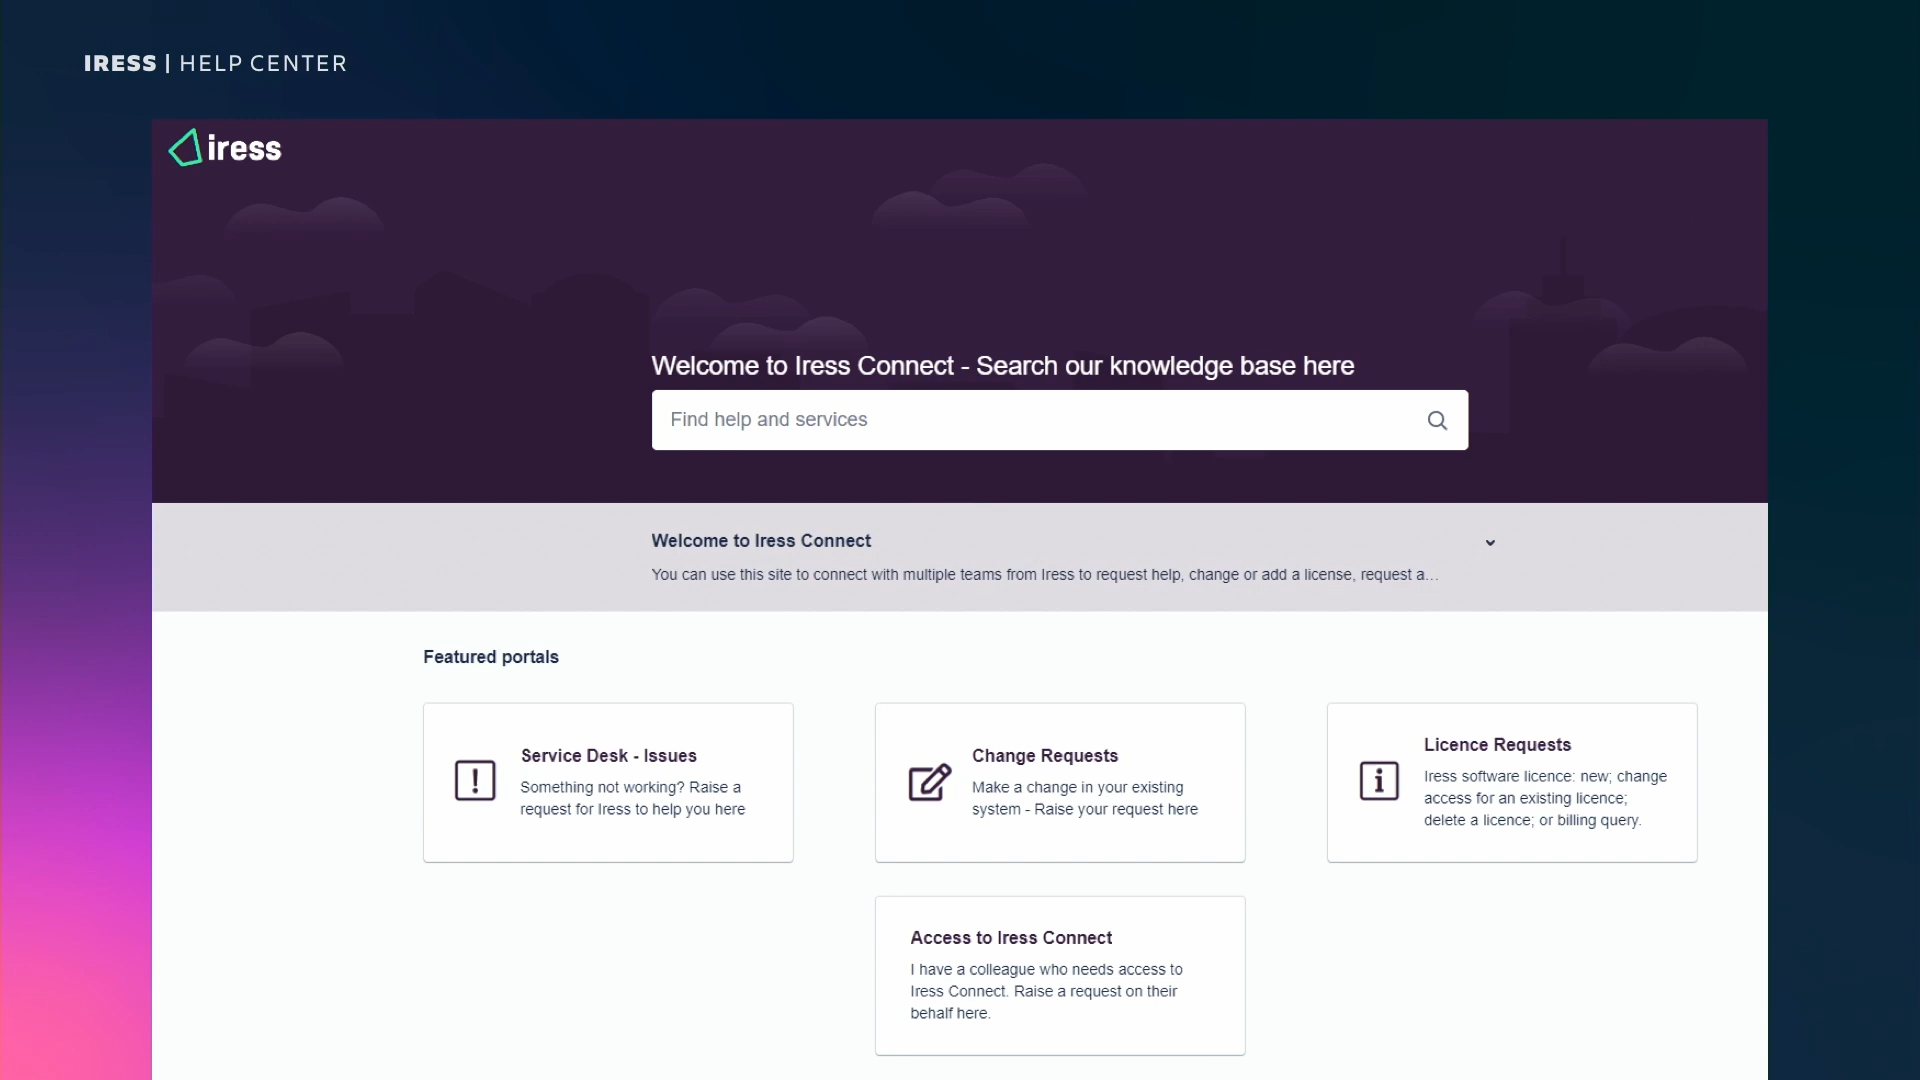 IRESS | HELP CENTER
iress
Welcome to Iress Connect - Search our knowledge base here
Find help and services
Welcome to Iress Connect
You can use this site to connect with multiple teams from Iress to request help, change or add a license, request a...
Featured portals
Service Desk - Issues
Something not working? Raise a
request for Iress to help you here
Change Requests
Make a change in your existing
system - Raise your request here
Licence Requests
Iress software licence: new; change
access for an existing licence;
delete a licence; or billing query.
Access to Iress Connect
I have a colleague who needs access to
Iress Connect. Raise a request on their
behalf here.